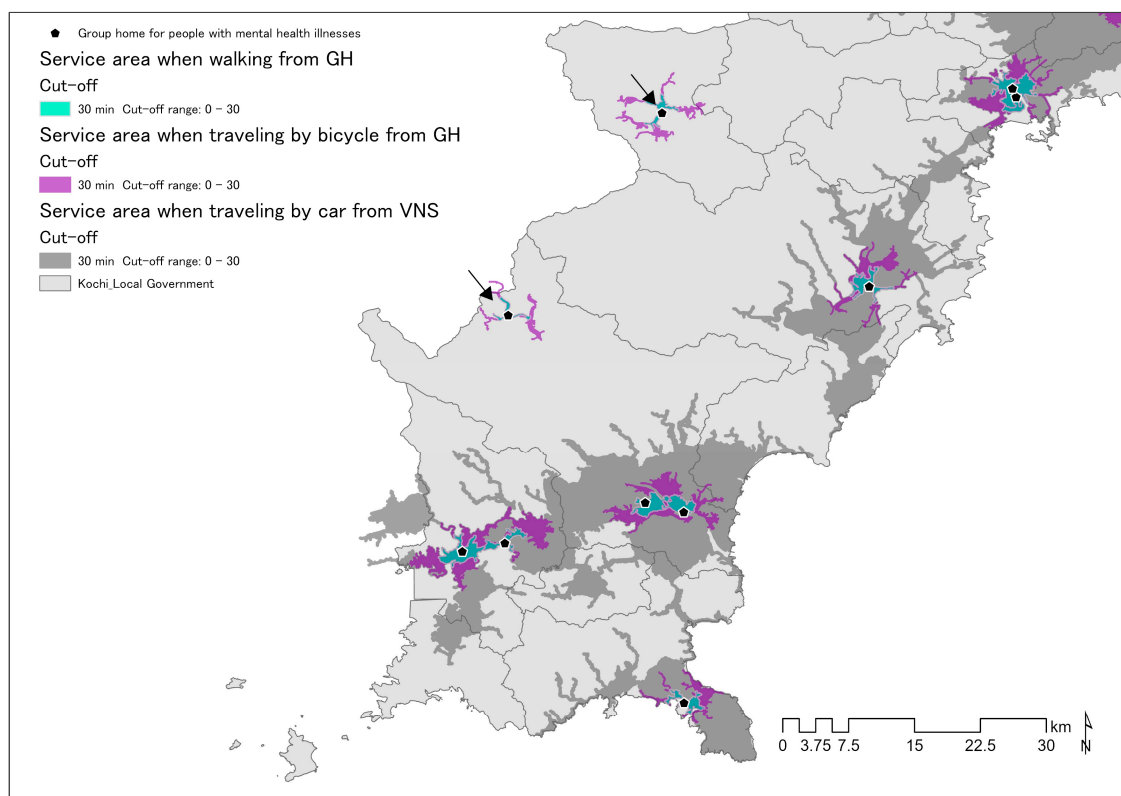 Group home for people with mental health illnesses
Service area when walking from GH
Cut-off
30 min Cut-off range: 0 - 30
Service area when traveling by bicycle from GH
Cut-off
30 min Cut-off range: 0 - 30
Service area when traveling by car from VNS
Cut-off
30 min Cut-off range: 0 - 30
Kochi_Local Government
km
0 3.75 7.5 15 22.5 30
N